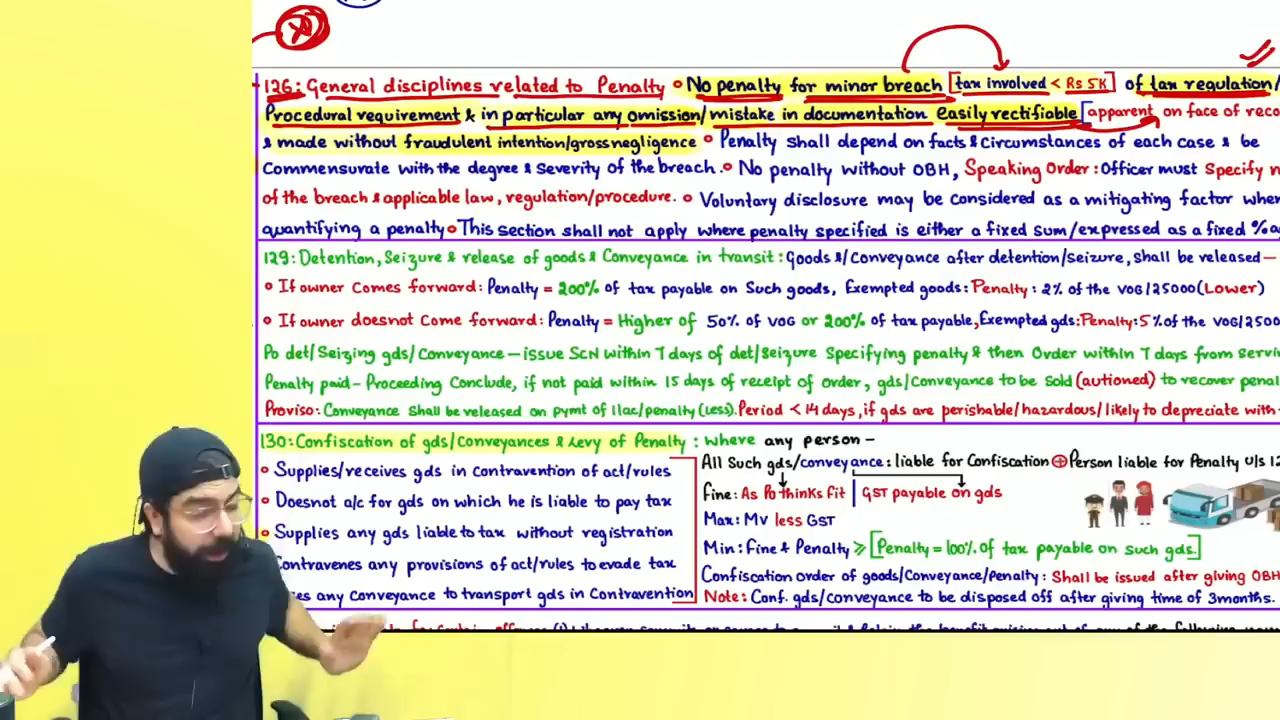 126: General disciplines related to Penalty o No penalty for minor breach [tax involved < Rs 5K] of tax regulation/
Procedural requirement & in particular any omission/mistake in documentation easily rectifiable [apparent on face of reco
& made without fraudulent intention/gross negligence o Penalty shall depend on facts & Circumstances of each case & be
Commensurate with the degree & Severity of the breach. o No penalty without OBH, Speaking Order: Officer must Specify n
of the breach & applicable law, regulation/procedure. o Voluntary disclosure may be considered as a mitigating factor when
quantifying a penalty o This section shall not apply where penalty specified is either a fixed sum/expressed as a fixed %a
129: Detention, Seizure & release of goods & Conveyance in transit: Goods &/Conveyance after detention/seizure, shall be released—
o If owner Comes forward: Penalty = 200% of tax payable on Such goods, Exempted goods: Penalty: 2% of the VOG/25000 (Lower)
o If owner doesnot Come forward: Penalty = Higher of 50% of VOG or 200% of tax payable, Exempted gds: Penalty: 5% of the VOG/2500
Po det/Seizing gds/Conveyance — issue SCN within 7 days of det/Seizure Specifying penalty & then Order within 7 days from servi
Penalty paid - Proceeding Conclude, if not paid within 15 days of receipt of Order, gds/Conveyance to be Sold (autioned) to recover penal
Proviso: Conveyance Shall be released on pymt of 1lac/penalty (less). Period < 14 days, if gds are perishable/hazardous/likely to depreciate with
130: Confiscation of gds/Conveyances & Levy of Penalty: where any person—
o Supplies/receives gds in Contravention of act/rules
o Doesnot a/c for gds on which he is liable to pay tax
o Supplies any gds liable to tax without registration
Contravenes any provisions of act/rules to evade tax
any Conveyance to transport gds in Contravention
All Such gds/conveyance: liable for Confiscation ⊕ Person liable for Penalty u/s 12
Fine: As Po thinks fit | GST payable on gds
Max: MV less GST
Min: Fine & Penalty ⩾ [Penalty = 100% of tax payable on such gds.]
Confiscation order of goods/Conveyance/penalty: Shall be issued after giving OBH
Note: Conf. gds/conveyance to be disposed off after giving time of 3months.